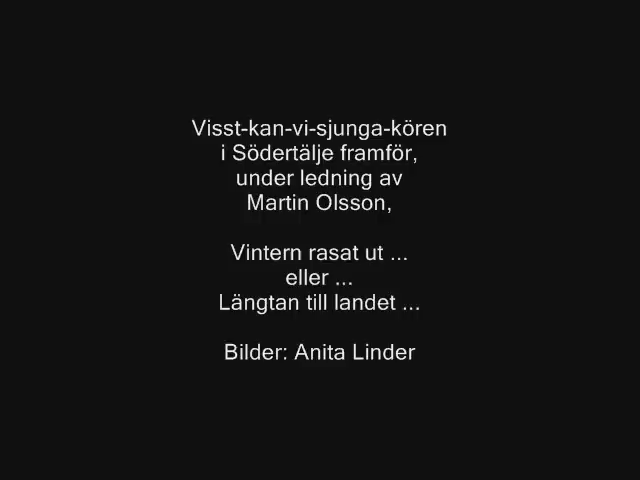 Visst-kan-vi-sjunga-kören
i Södertälje framför,
under ledning av
Martin Olsson,
Vintern rasat ut ...
eller ...
Längtan till landet ...
Bilder: Anita Linder